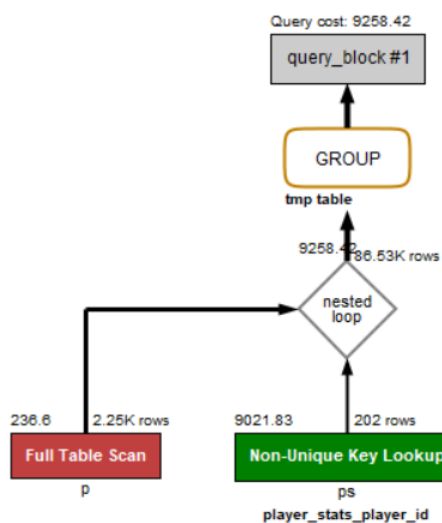 Query cost: 9258.42
query_block #1
GROUP
tmp table
9258.42
86.53K rows
nested
loop
236.6
2.25K rows
9021.83
202 rows
Full Table Scan
Non-Unique Key Lookup
p
ps
player_stats_player_id